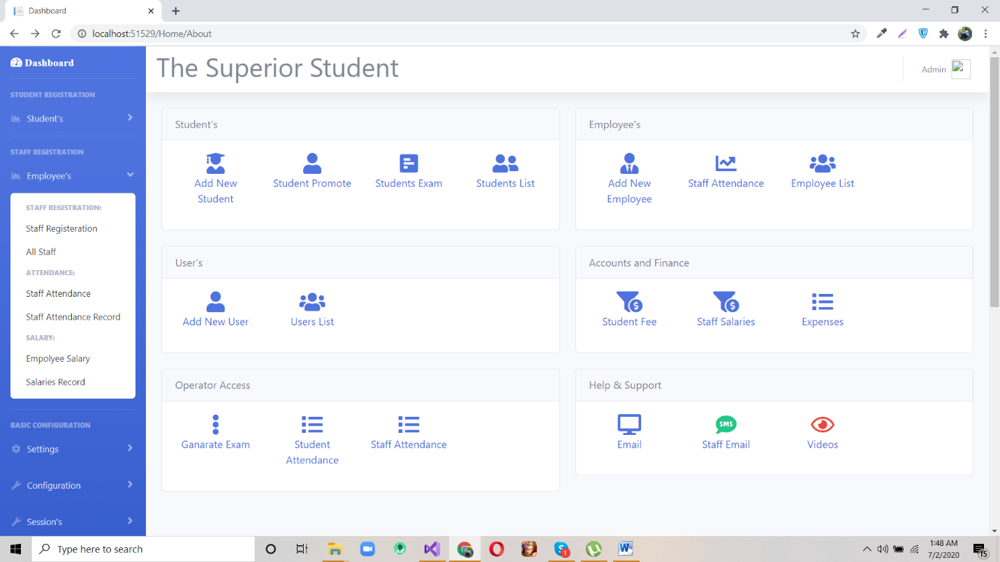 Dashboard
localhost:51529/Home/About
Dashboard
STUDENT REGISTRATION
Student's
STAFF REGISTRATION
Employee's
STAFF REGISTRATION:
Staff Registeration
All Staff
ATTENDANCE:
Staff Attendance
Staff Attendance Record
SALARY:
Empolyee Salary
Salaries Record
BASIC CONFIGURATION
Settings
Configuration
Session's
The Superior Student
Admin
Student's
Add New
Student
Student Promote
Students Exam
Students List
Employee's
Add New
Employee
Staff Attendance
Employee List
User's
Add New User
Users List
Accounts and Finance
Student Fee
Staff Salaries
Expenses
Operator Access
Ganarate Exam
Student
Attendance
Staff Attendance
Help & Support
Email
SMS
Staff Email
Videos
Type here to search
1
W
1:48 AM
7/2/2020
15